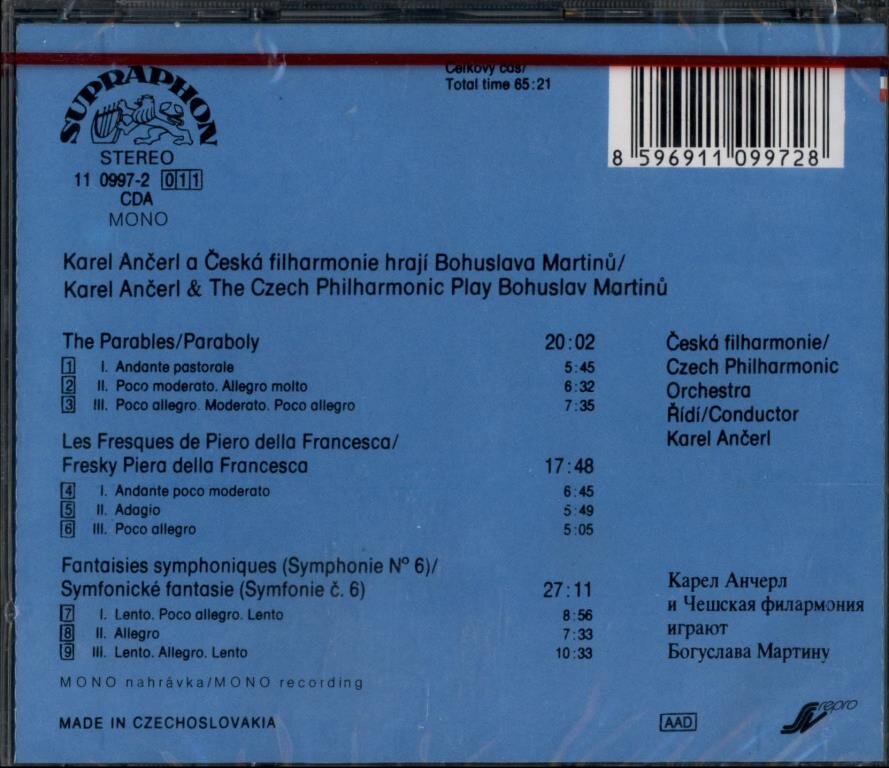 SUPRAPHON
STEREO
11 0997-2 011
CDA
MONO
Celkový čas/
Total time 65:21
8 596911 099728
Karel Ančerl a Česká filharmonie hrají Bohuslava Martinů/
Karel Ančerl & The Czech Philharmonic Play Bohuslav Martinů
The Parables/Paraboly 20:02
1 I. Andante pastorale 5:45
2 II. Poco moderato. Allegro molto 6:32
3 III. Poco allegro. Moderato. Poco allegro 7:35
Les Fresques de Piero della Francesca/
Fresky Piera della Francesca 17:48
4 I. Andante poco moderato 6:45
5 II. Adagio 5:49
6 III. Poco allegro 5:05
Fantaisies symphoniques (Symphonie N° 6)/
Symfonické fantasie (Symfonie č. 6) 27:11
7 I. Lento. Poco allegro. Lento 8:56
8 II. Allegro 7:33
9 III. Lento. Allegro. Lento 10:33
MONO nahrávka/MONO recording
MADE IN CZECHOSLOVAKIA
Česká filharmonie/
Czech Philharmonic
Orchestra
Řídí/Conductor
Karel Ančerl
Карел Анчерл
и Чешская филармония
играют
Богуслава Мартину
AAD
repro